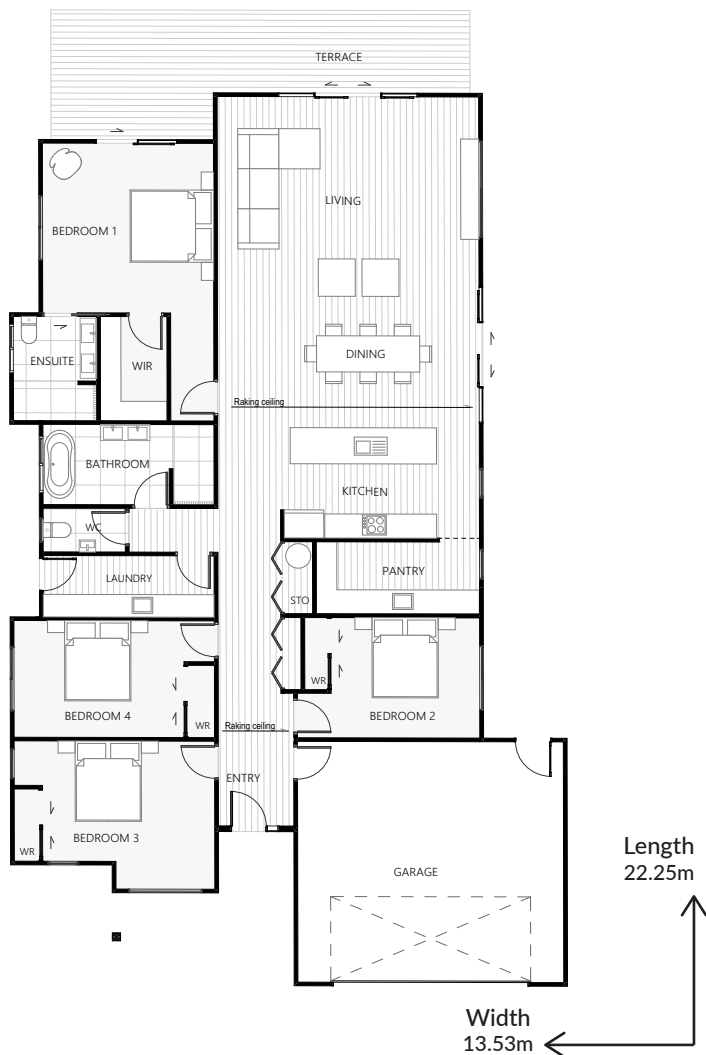 TERRACE
LIVING
BEDROOM 1
DINING
ENSUITE
WIR
Raking ceiling
BATHROOM
KITCHEN
WC
LAUNDRY
PANTRY
STO
WR
BEDROOM 4
WR
BEDROOM 2
Raking ceiling
ENTRY
BEDROOM 3
WR
GARAGE
Length
22.25m
Width
13.53m